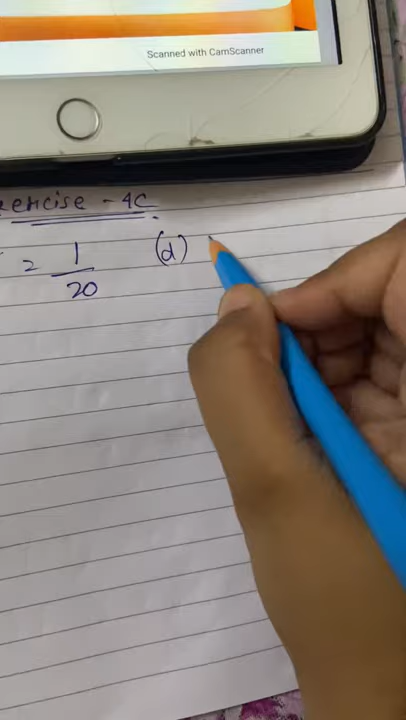 Scanned with CamScanner
ercise - 4C
= 1/20 (d)